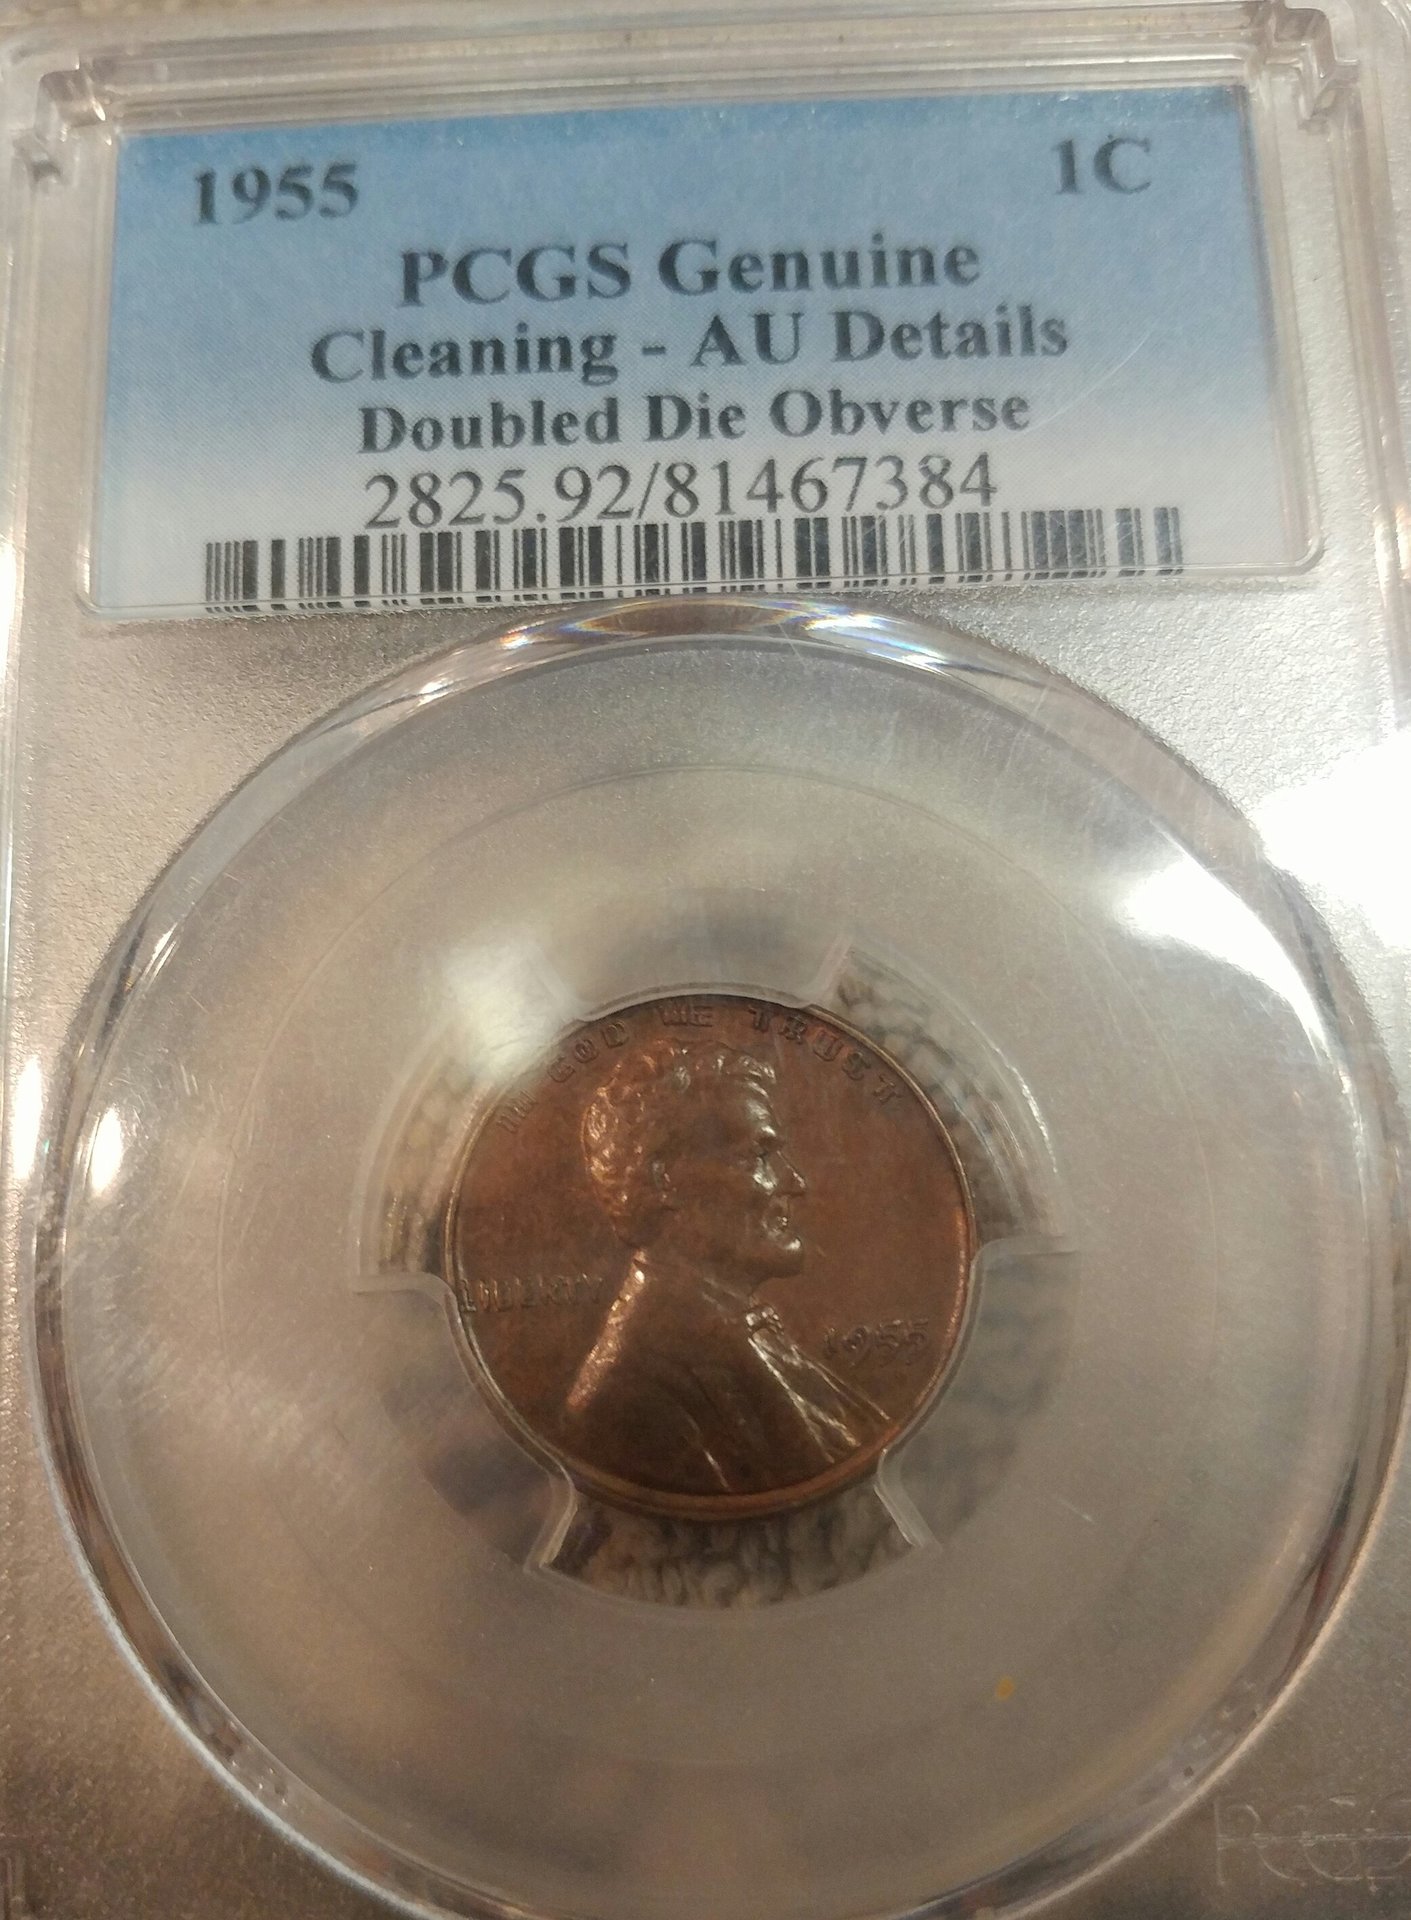 1955 1C
PCGS Genuine
Cleaning - AU Details
Doubled Die Obverse
2825.92/81467384
IN GOD WE TRUST
LIBERTY
1955
PCGS